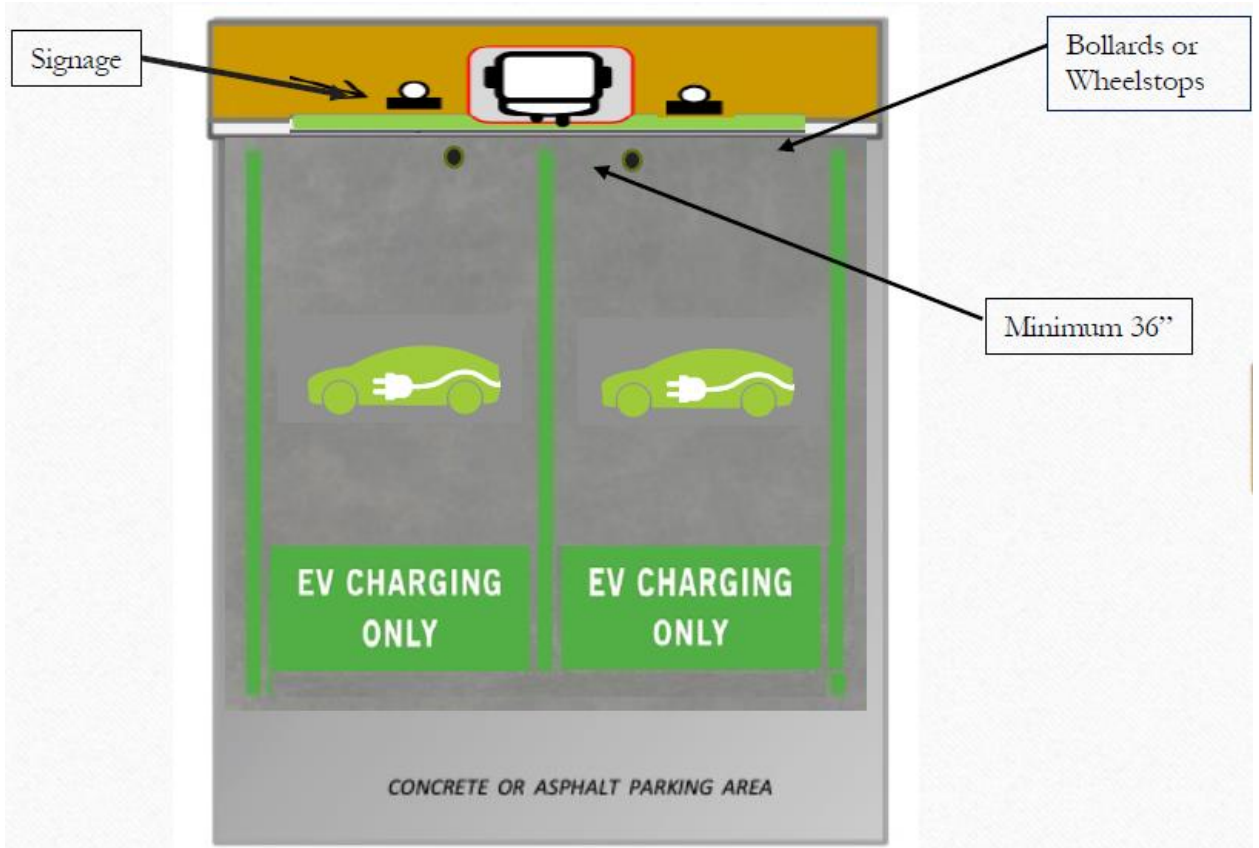 Signage
Bollards or
Wheelstops
Minimum 36”
EV CHARGING
ONLY
EV CHARGING
ONLY
CONCRETE OR ASPHALT PARKING AREA